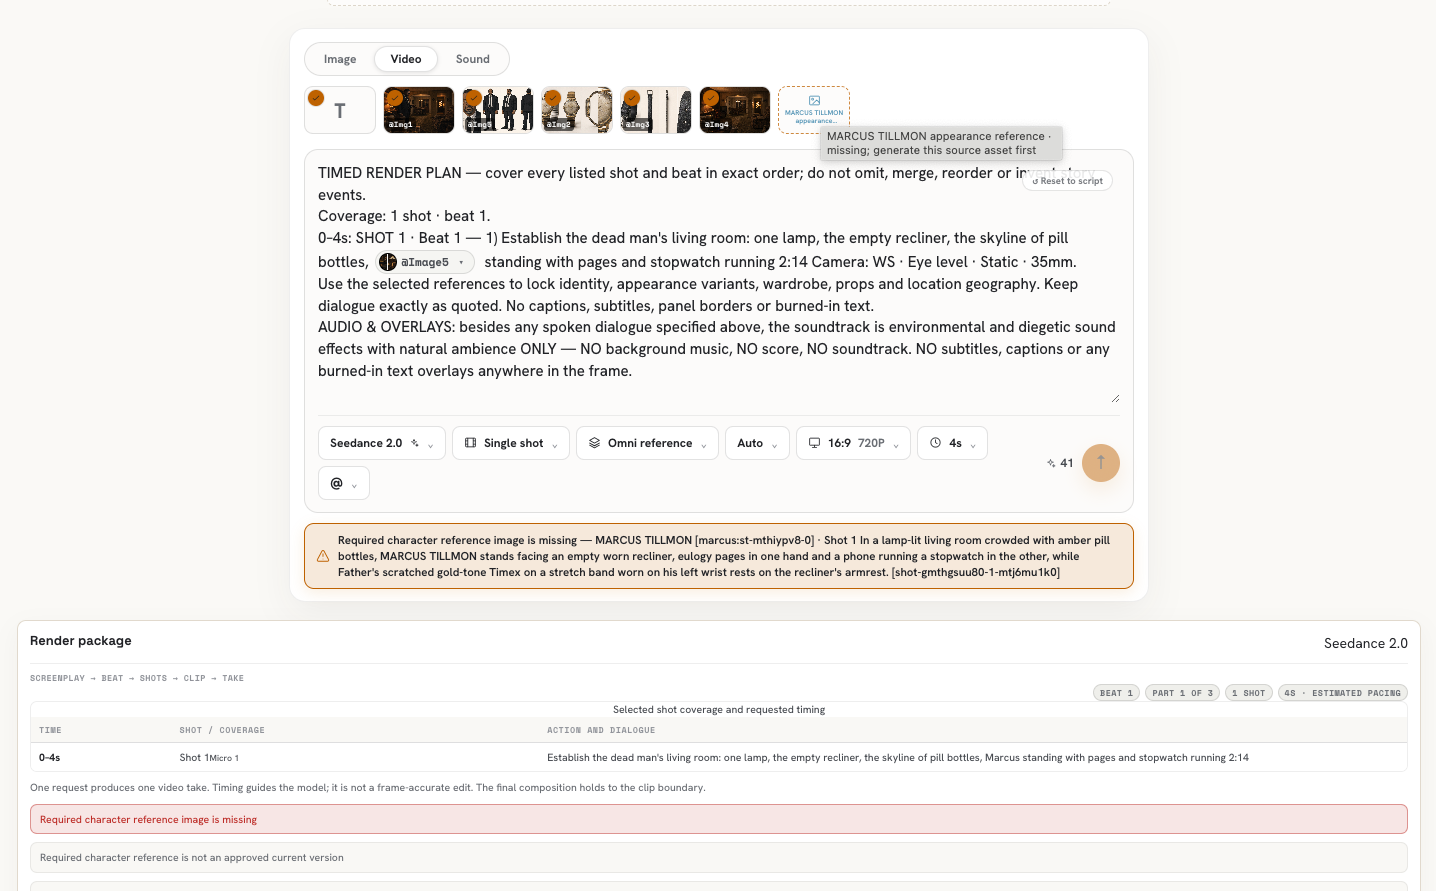 Image
Video
Sound
T
@Img1
@Img5
@Img2
@Img3
@Img4
MARCUS TILLMON
appearance...
MARCUS TILLMON appearance reference ·
missing; generate this source asset first
TIMED RENDER PLAN — cover every listed shot and beat in exact order; do not omit, merge, reorder or invent story
↺ Reset to script
events.
Coverage: 1 shot · beat 1.
0–4s: SHOT 1 · Beat 1 — 1) Establish the dead man's living room: one lamp, the empty recliner, the skyline of pill
bottles, @Image5 standing with pages and stopwatch running 2:14 Camera: WS · Eye level · Static · 35mm.
Use the selected references to lock identity, appearance variants, wardrobe, props and location geography. Keep
dialogue exactly as quoted. No captions, subtitles, panel borders or burned-in text.
AUDIO & OVERLAYS: besides any spoken dialogue specified above, the soundtrack is environmental and diegetic sound
effects with natural ambience ONLY — NO background music, NO score, NO soundtrack. NO subtitles, captions or any
burned-in text overlays anywhere in the frame.
Seedance 2.0
Single shot
Omni reference
Auto
16:9 720P
4s
41
@
Required character reference image is missing — MARCUS TILLMON [marcus:st-mthiypv8-0] · Shot 1 In a lamp-lit living room crowded with amber pill
bottles, MARCUS TILLMON stands facing an empty worn recliner, eulogy pages in one hand and a phone running a stopwatch in the other, while
Father's scratched gold-tone Timex on a stretch band worn on his left wrist rests on the recliner's armrest. [shot-gmthgsuu80-1-mtj6mu1k0]
Render package
Seedance 2.0
SCREENPLAY → BEAT → SHOTS → CLIP → TAKE
BEAT 1
PART 1 OF 3
1 SHOT
4S · ESTIMATED PACING
Selected shot coverage and requested timing
TIME
SHOT / COVERAGE
ACTION AND DIALOGUE
0–4s
Shot 1Micro 1
Establish the dead man's living room: one lamp, the empty recliner, the skyline of pill bottles, Marcus standing with pages and stopwatch running 2:14
One request produces one video take. Timing guides the model; it is not a frame-accurate edit. The final composition holds to the clip boundary.
Required character reference image is missing
Required character reference is not an approved current version